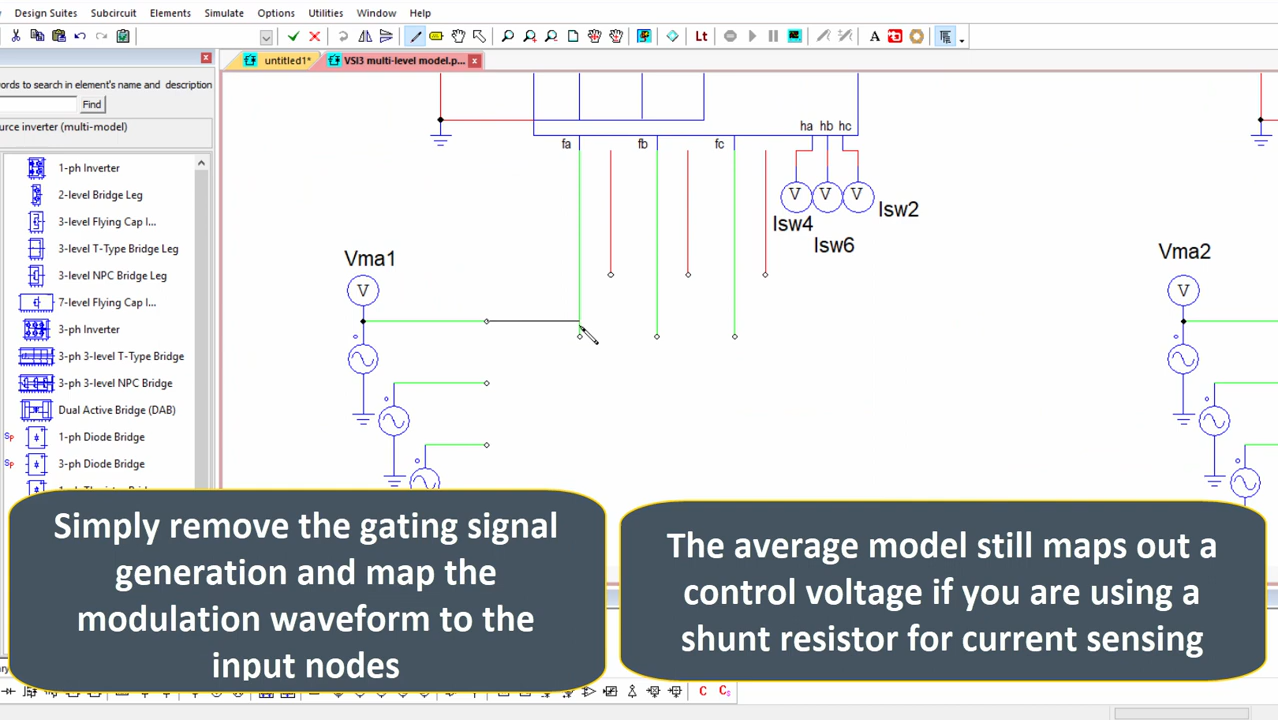 Design Suites Subcircuit Elements Simulate Options Utilities Window Help
Lt A
untitled1* VSI3 multi-level model.p...
ords to search in element's name and description
Find
urce inverter (multi-model)
1-ph Inverter
2-level Bridge Leg
3-level Flying Cap I...
3-level T-Type Bridge Leg
3-level NPC Bridge Leg
7-level Flying Cap I...
3-ph Inverter
3-ph 3-level T-Type Bridge
3-ph 3-level NPC Bridge
Dual Active Bridge (DAB)
1-ph Diode Bridge
3-ph Diode Bridge
ha hb hc
fa fb fc
V V V
Isw4 Isw2
Isw6
Vma1
V
Vma2
V
Simply remove the gating signal
generation and map the
modulation waveform to the
input nodes
The average model still maps out a
control voltage if you are using a
shunt resistor for current sensing